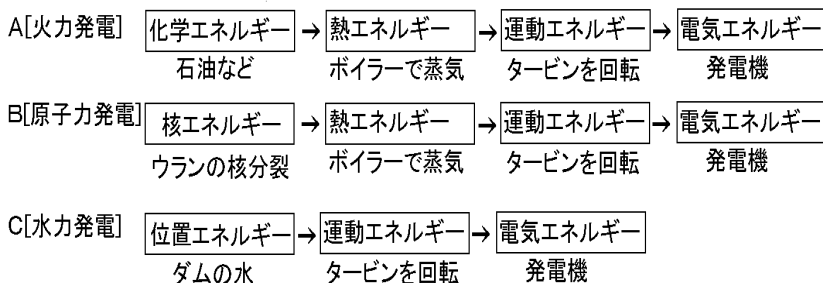 A[火力発電] 化学エネルギー → 熱エネルギー → 運動エネルギー → 電気エネルギー
石油など ボイラーで蒸気 タービンを回転 発電機
B[原子力発電] 核エネルギー → 熱エネルギー → 運動エネルギー → 電気エネルギー
ウランの核分裂 ボイラーで蒸気 タービンを回転 発電機
C[水力発電] 位置エネルギー → 運動エネルギー → 電気エネルギー
ダムの水 タービンを回転 発電機